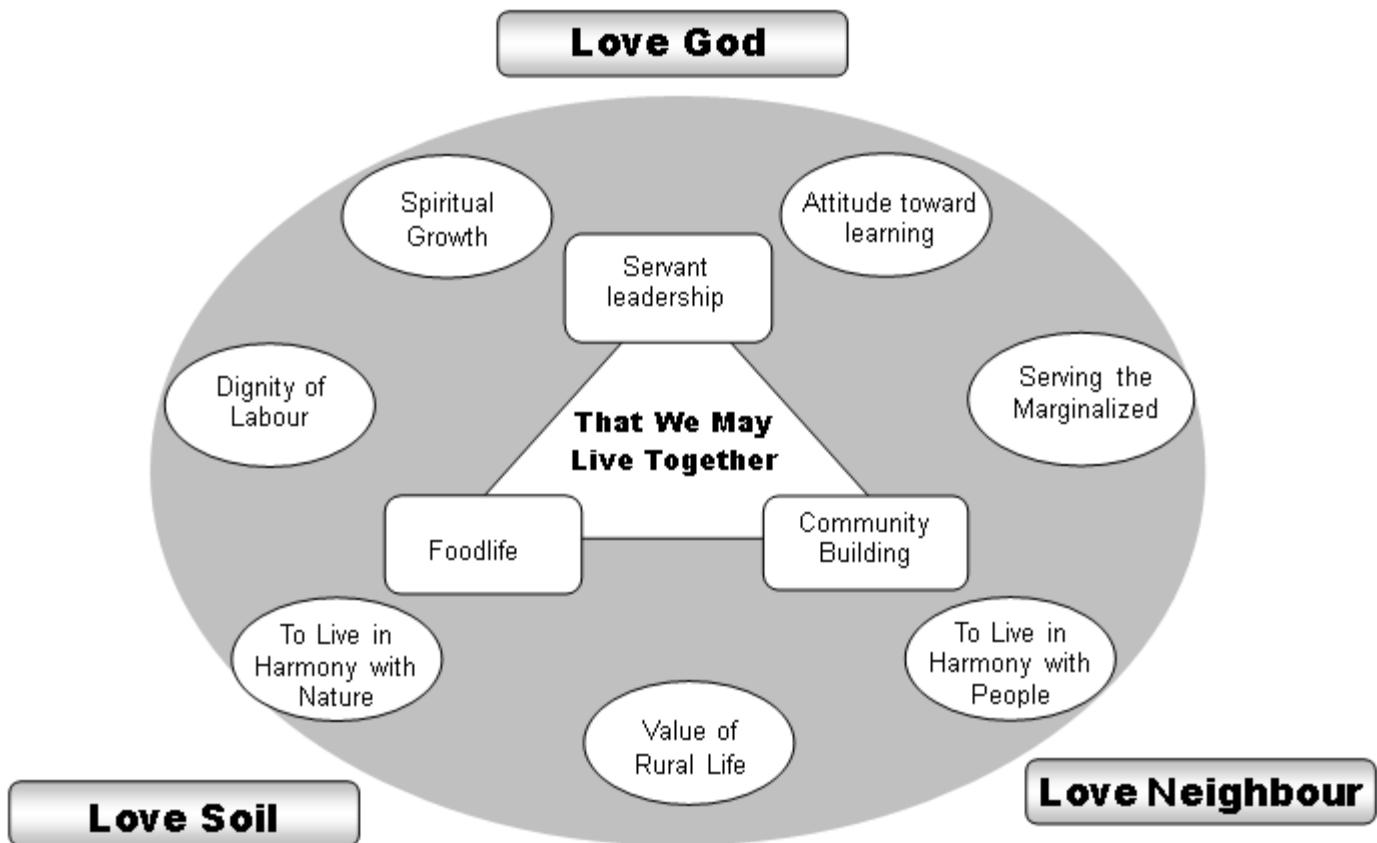 Love God
Spiritual
Growth
Attitude toward
learning
Servant
leadership
Dignity of
Labour
Serving the
Marginalized
That We May
Live Together
Foodlife
Community
Building
To Live in
Harmony with
Nature
To Live in
Harmony with
People
Value of
Rural Life
Love Soil
Love Neighbour